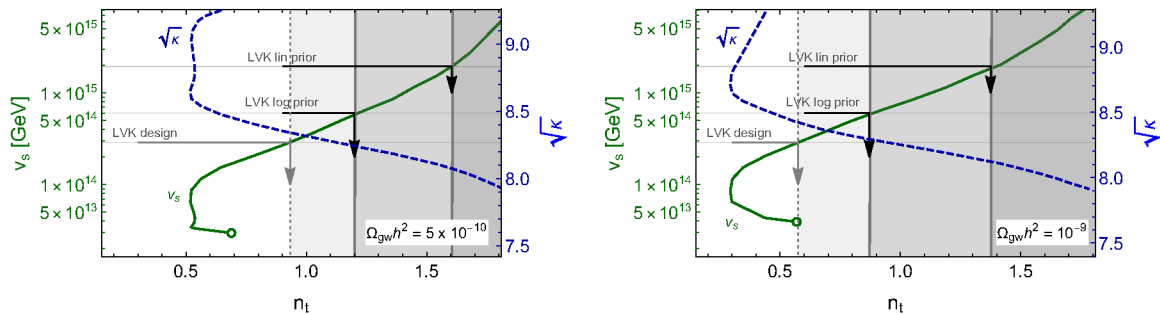 5 × 10¹⁵
1 × 10¹⁵
5 × 10¹⁴
1 × 10¹⁴
5 × 10¹³
v_s [GeV]
√κ
LVK lin prior
LVK log prior
LVK design
v_s
Ω_gw h² = 5 x 10⁻¹⁰
9.0
8.5
8.0
7.5
√κ
0.5 1.0 1.5
n_t
5 × 10¹⁵
1 × 10¹⁵
5 × 10¹⁴
1 × 10¹⁴
5 × 10¹³
v_s [GeV]
√κ
LVK lin prior
LVK log prior
LVK design
v_s
Ω_gw h² = 10⁻⁹
9.0
8.5
8.0
7.5
√κ
0.5 1.0 1.5
n_t